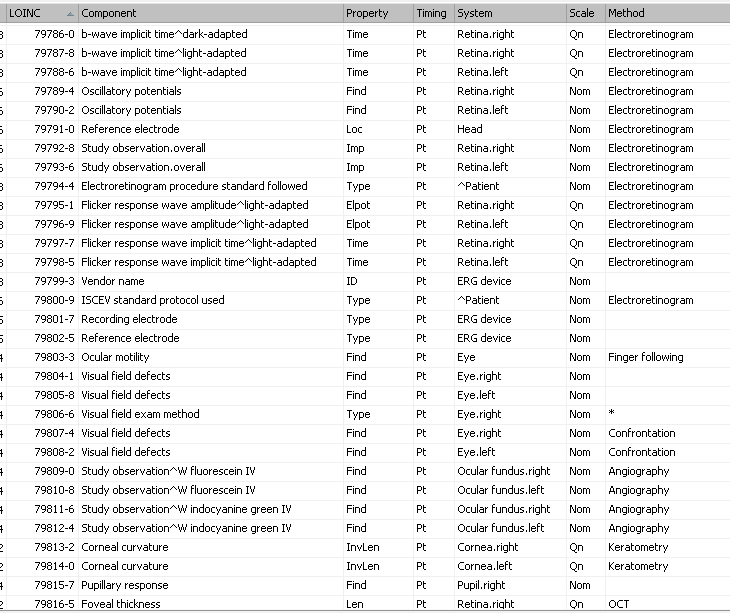 LOINC Component Property Timing System Scale Method
79786-0 b-wave implicit time^dark-adapted Time Pt Retina.right Qn Electroretinogram
79787-8 b-wave implicit time^light-adapted Time Pt Retina.right Qn Electroretinogram
79788-6 b-wave implicit time^light-adapted Time Pt Retina.left Qn Electroretinogram
79789-4 Oscillatory potentials Find Pt Retina.right Nom Electroretinogram
79790-2 Oscillatory potentials Find Pt Retina.left Nom Electroretinogram
79791-0 Reference electrode Loc Pt Head Nom Electroretinogram
79792-8 Study observation.overall Imp Pt Retina.right Nom Electroretinogram
79793-6 Study observation.overall Imp Pt Retina.left Nom Electroretinogram
79794-4 Electroretinogram procedure standard followed Type Pt ^Patient Nom Electroretinogram
79795-1 Flicker response wave amplitude^light-adapted Elpot Pt Retina.right Qn Electroretinogram
79796-9 Flicker response wave amplitude^light-adapted Elpot Pt Retina.left Qn Electroretinogram
79797-7 Flicker response wave implicit time^light-adapted Time Pt Retina.right Qn Electroretinogram
79798-5 Flicker response wave implicit time^light-adapted Time Pt Retina.left Qn Electroretinogram
79799-3 Vendor name ID Pt ERG device Nom
79800-9 ISCEV standard protocol used Type Pt ^Patient Nom Electroretinogram
79801-7 Recording electrode Type Pt ERG device Nom
79802-5 Reference electrode Type Pt ERG device Nom
79803-3 Ocular motility Find Pt Eye Nom Finger following
79804-1 Visual field defects Find Pt Eye.right Nom
79805-8 Visual field defects Find Pt Eye.left Nom
79806-6 Visual field exam method Type Pt Eye.right Nom *
79807-4 Visual field defects Find Pt Eye.right Nom Confrontation
79808-2 Visual field defects Find Pt Eye.left Nom Confrontation
79809-0 Study observation^W fluorescein IV Find Pt Ocular fundus.right Nom Angiography
79810-8 Study observation^W fluorescein IV Find Pt Ocular fundus.left Nom Angiography
79811-6 Study observation^W indocyanine green IV Find Pt Ocular fundus.right Nom Angiography
79812-4 Study observation^W indocyanine green IV Find Pt Ocular fundus.left Nom Angiography
79813-2 Corneal curvature InvLen Pt Cornea.right Qn Keratometry
79814-0 Corneal curvature InvLen Pt Cornea.left Qn Keratometry
79815-7 Pupillary response Find Pt Pupil.right Nom
79816-5 Foveal thickness Len Pt Retina.right Qn OCT